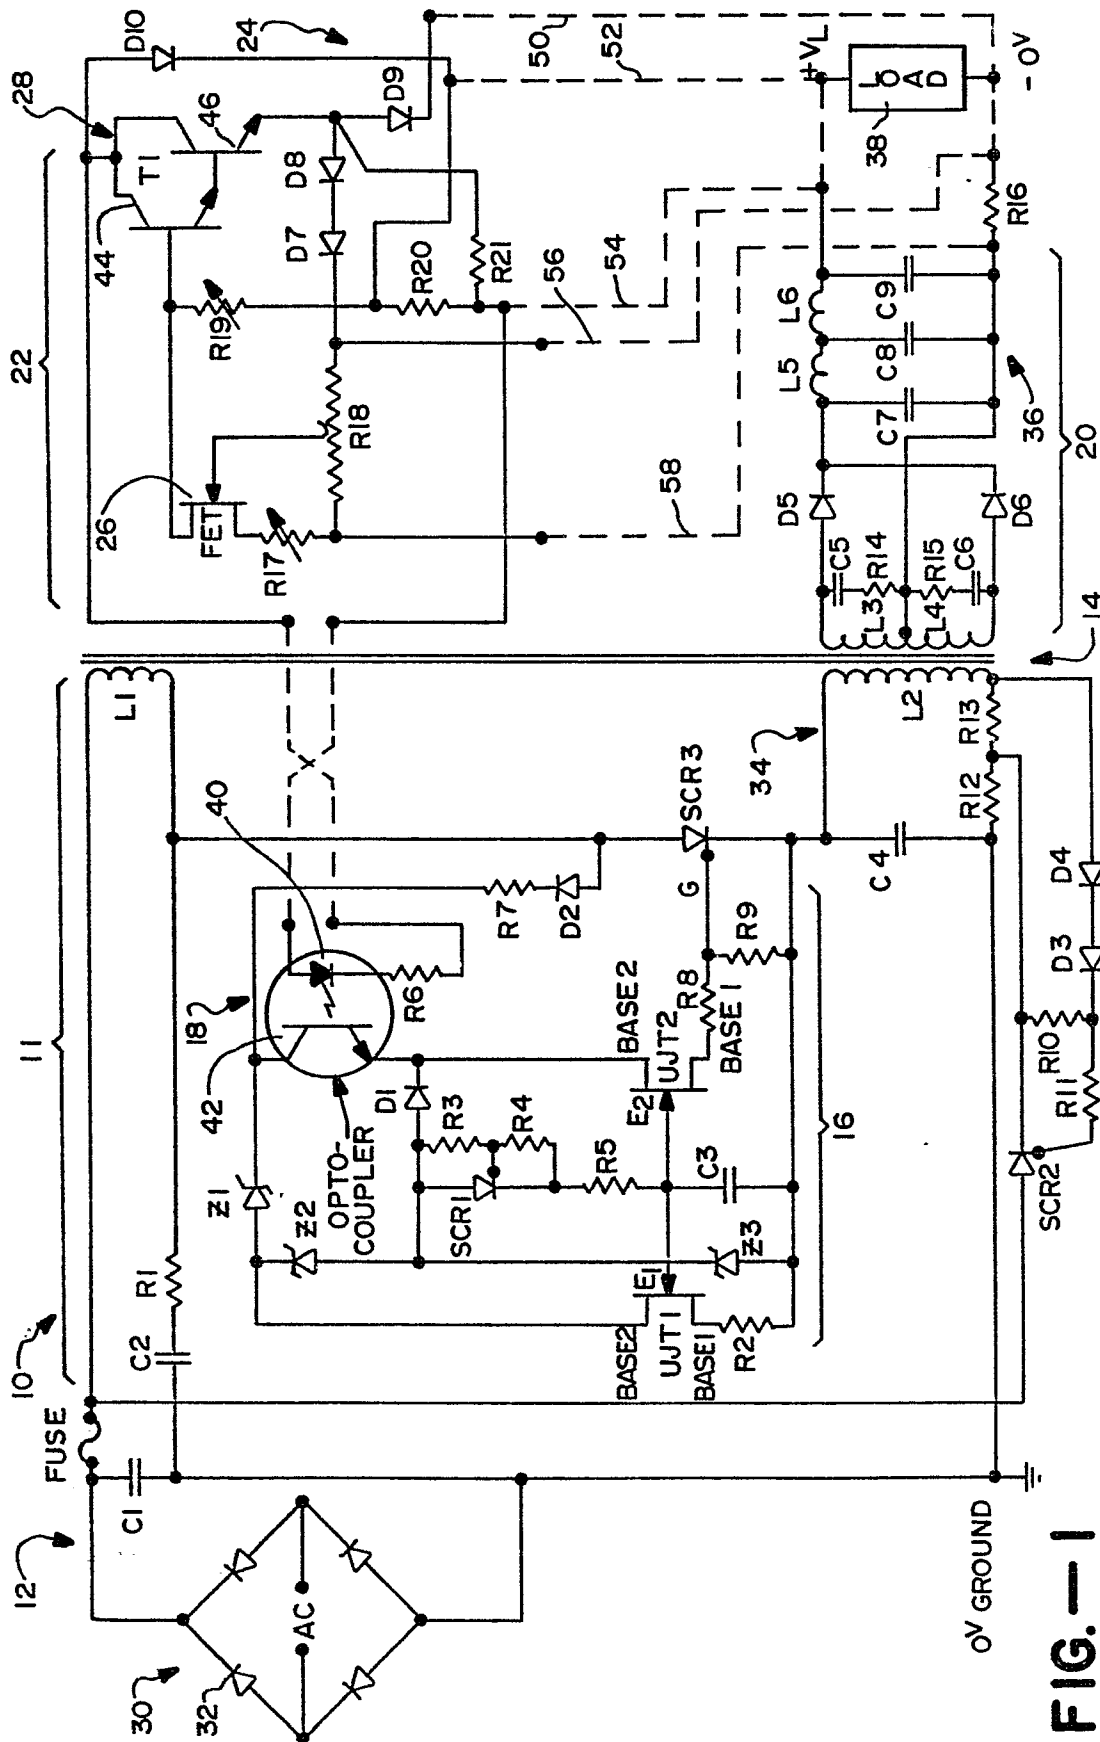 10
11
12
FUSE
C1
C2
R1
L1
30
32
AC
18
42
40
OPTO-
COUPLER
Z1
Z2
D1
R3
R4
SCR1
R5
C3
Z3
E1
E2
BASE2
UJT1
BASE1
R2
BASE2
UJT2
BASE1
R6
R7
D2
R8
R9
G
SCR3
16
34
C4
L2
R12
R13
R10
R11
SCR2
D3
D4
0V GROUND
14
22
28
D10
24
T1
44
46
26
FET
R17
R18
R19
D7
D8
D9
R20
R21
50
52
54
56
58
+VL
LOAD
38
- 0V
R16
L3
L4
C5
R14
R15
C6
D5
D6
L5
L6
C7
C8
C9
36
20
FIG.—1